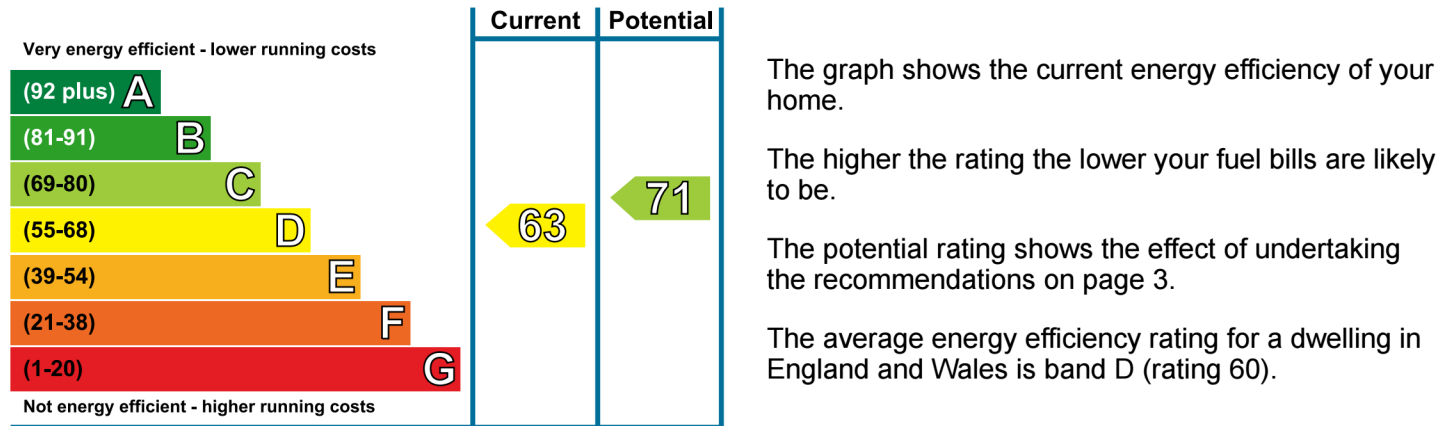 Current Potential
Very energy efficient - lower running costs
(92 plus) A
(81-91) B
(69-80) C
(55-68) D
(39-54) E
(21-38) F
(1-20) G
Not energy efficient - higher running costs
63
71
The graph shows the current energy efficiency of your
home.
The higher the rating the lower your fuel bills are likely
to be.
The potential rating shows the effect of undertaking
the recommendations on page 3.
The average energy efficiency rating for a dwelling in
England and Wales is band D (rating 60).